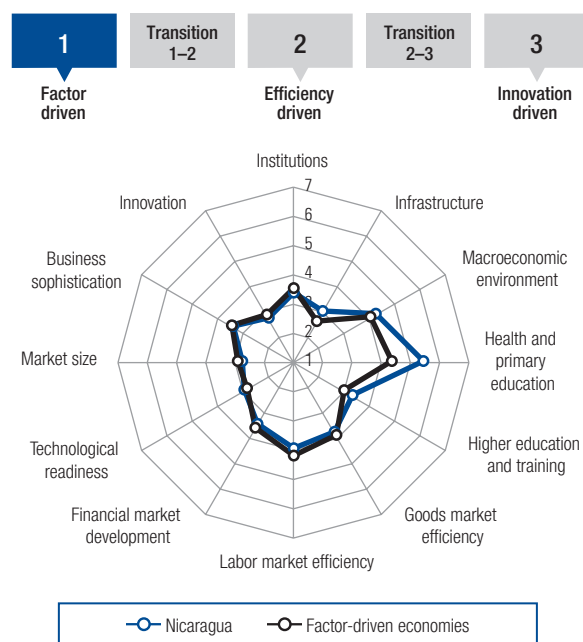 1
Transition
1–2
2
Transition
2–3
3
Factor
driven
Efficiency
driven
Innovation
driven
Institutions
7
6
5
4
3
2
1
Infrastructure
Macroeconomic
environment
Health and
primary
education
Higher education
and training
Goods market
efficiency
Labor market efficiency
Financial market
development
Technological
readiness
Market size
Business
sophistication
Innovation
Nicaragua
Factor-driven economies